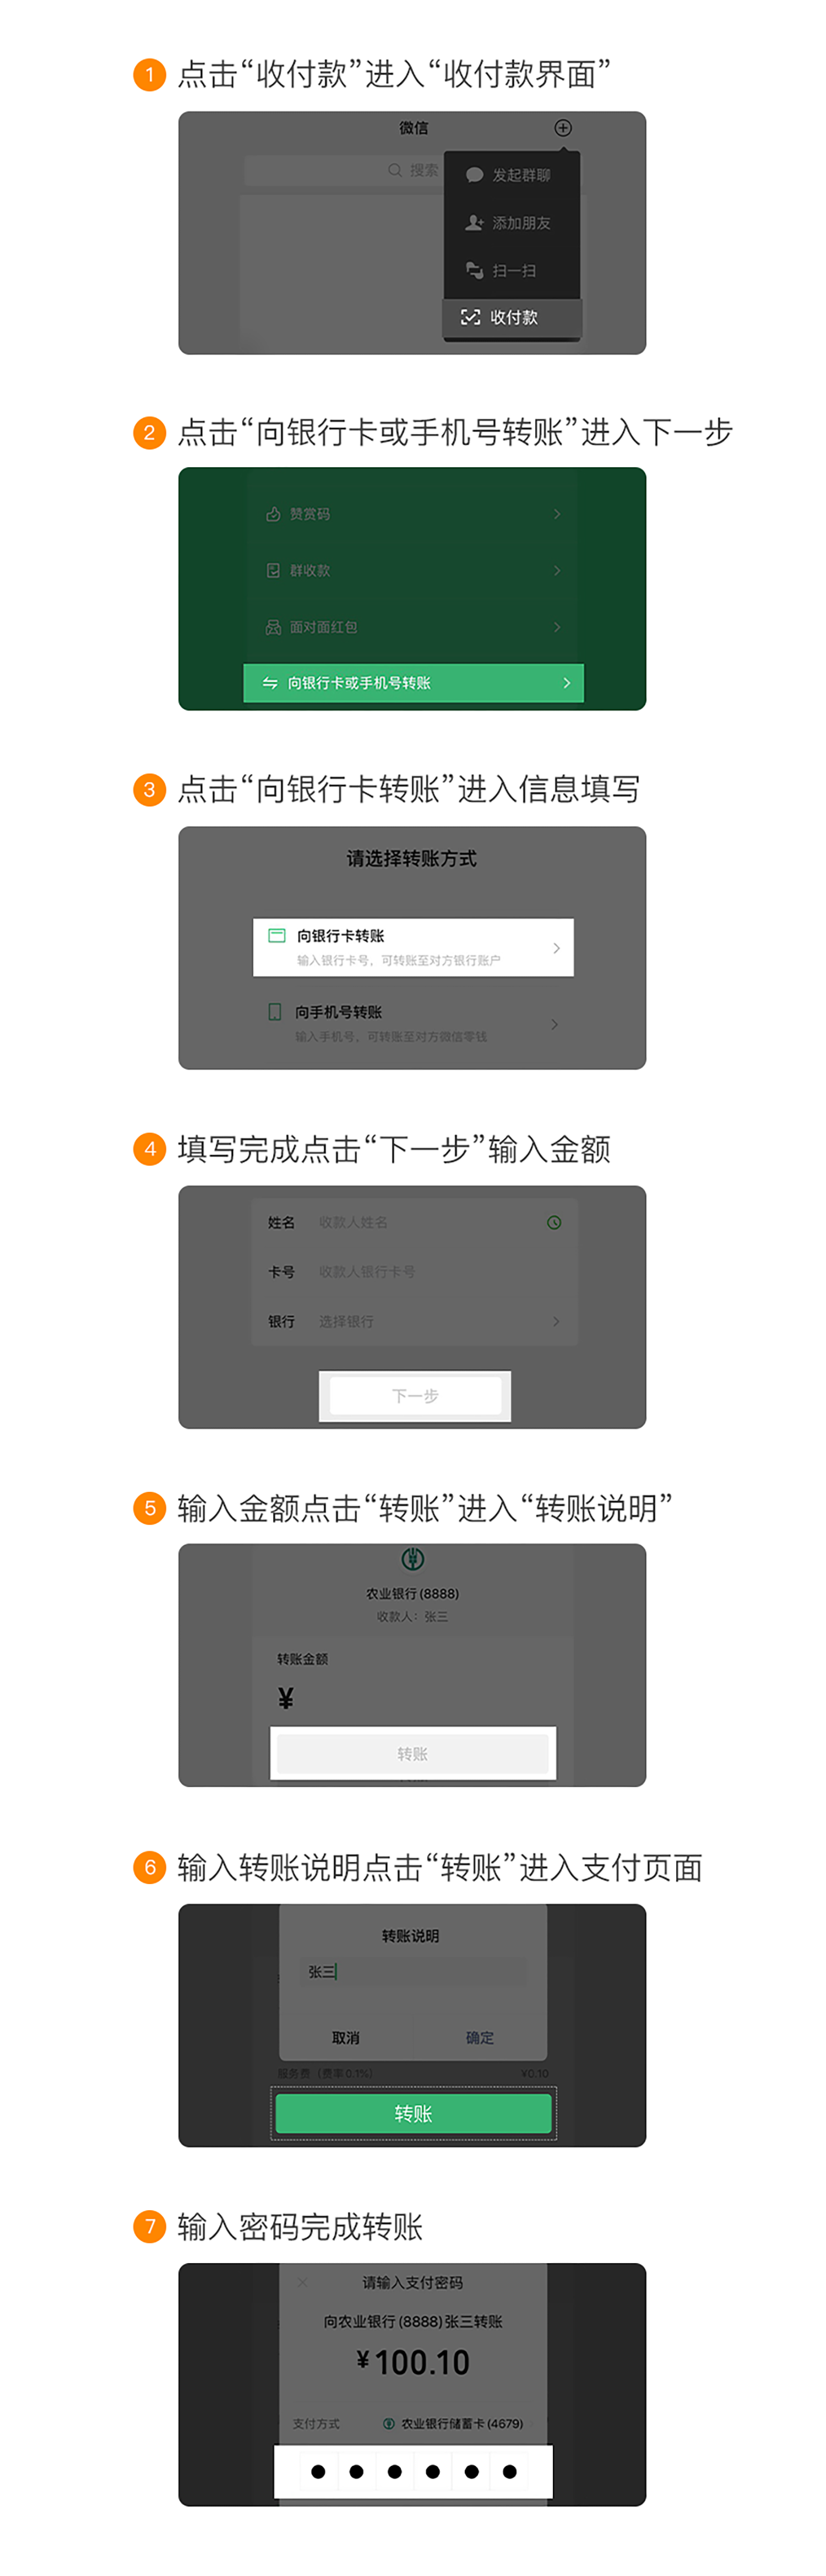 1 点击“收付款”进入“收付款界面”
微信
搜索
发起群聊
添加朋友
扫一扫
收付款
2 点击“向银行卡或手机号转账”进入下一步
赞赏码
群收款
面对面红包
向银行卡或手机号转账
3 点击“向银行卡转账”进入信息填写
请选择转账方式
向银行卡转账
输入银行卡号，可转账至对方银行账户
向手机号转账
输入手机号，可转账至对方微信零钱
4 填写完成点击“下一步”输入金额
姓名 收款人姓名
卡号 收款人银行卡号
银行 选择银行
下一步
5 输入金额点击“转账”进入“转账说明”
农业银行(8888)
收款人：张三
转账金额
¥
转账
6 输入转账说明点击“转账”进入支付页面
转账说明
张三
取消 确定
服务费（费率0.1%） ¥0.10
转账
7 输入密码完成转账
请输入支付密码
向农业银行(8888)张三转账
¥100.10
支付方式 农业银行储蓄卡(4679)